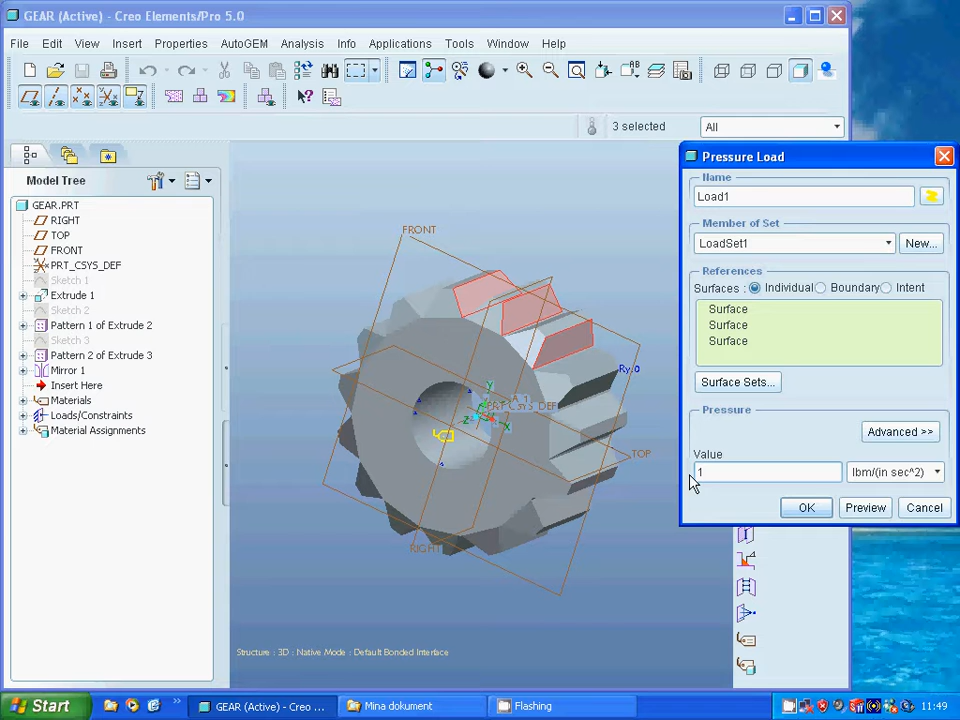 GEAR (Active) - Creo Elements/Pro 5.0
File Edit View Insert Properties AutoGEM Analysis Info Applications Tools Window Help
3 selected
All
Model Tree
GEAR.PRT
RIGHT
TOP
FRONT
PRT_CSYS_DEF
Sketch 1
Extrude 1
Sketch 2
Pattern 1 of Extrude 2
Sketch 3
Pattern 2 of Extrude 3
Mirror 1
Insert Here
Materials
Loads/Constraints
Material Assignments
FRONT
Ry.0
Y
A_1
PRT_CSYS_DEF
Z
X
TOP
RIGHT
Structure : 3D : Native Mode : Default Bonded Interface
Pressure Load
Name
Load1
Member of Set
LoadSet1
New...
References
Surfaces : Individual Boundary Intent
Surface
Surface
Surface
Surface Sets...
Pressure
Advanced >>
Value
1
lbm/(in sec^2)
OK
Preview
Cancel
Start
GEAR (Active) - Creo ...
Mina dokument
Flashing
11:49